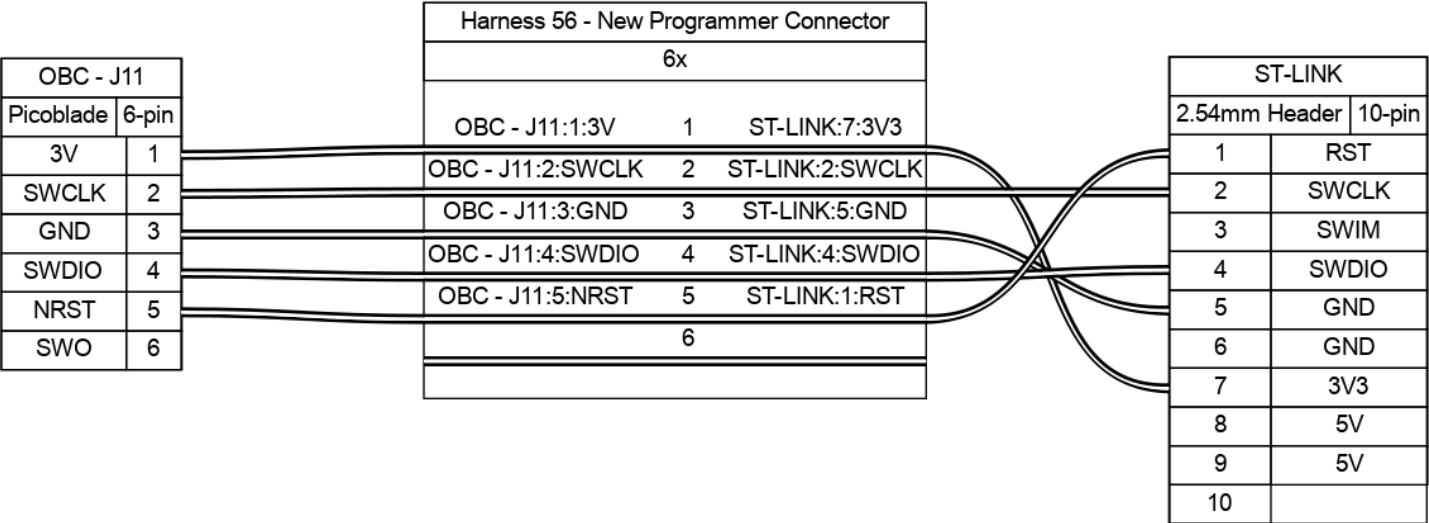 Harness 56 - New Programmer Connector
6x
OBC - J11
Picoblade 6-pin
3V 1
SWCLK 2
GND 3
SWDIO 4
NRST 5
SWO 6
OBC - J11:1:3V 1 ST-LINK:7:3V3
OBC - J11:2:SWCLK 2 ST-LINK:2:SWCLK
OBC - J11:3:GND 3 ST-LINK:5:GND
OBC - J11:4:SWDIO 4 ST-LINK:4:SWDIO
OBC - J11:5:NRST 5 ST-LINK:1:RST
6
ST-LINK
2.54mm Header 10-pin
1 RST
2 SWCLK
3 SWIM
4 SWDIO
5 GND
6 GND
7 3V3
8 5V
9 5V
10